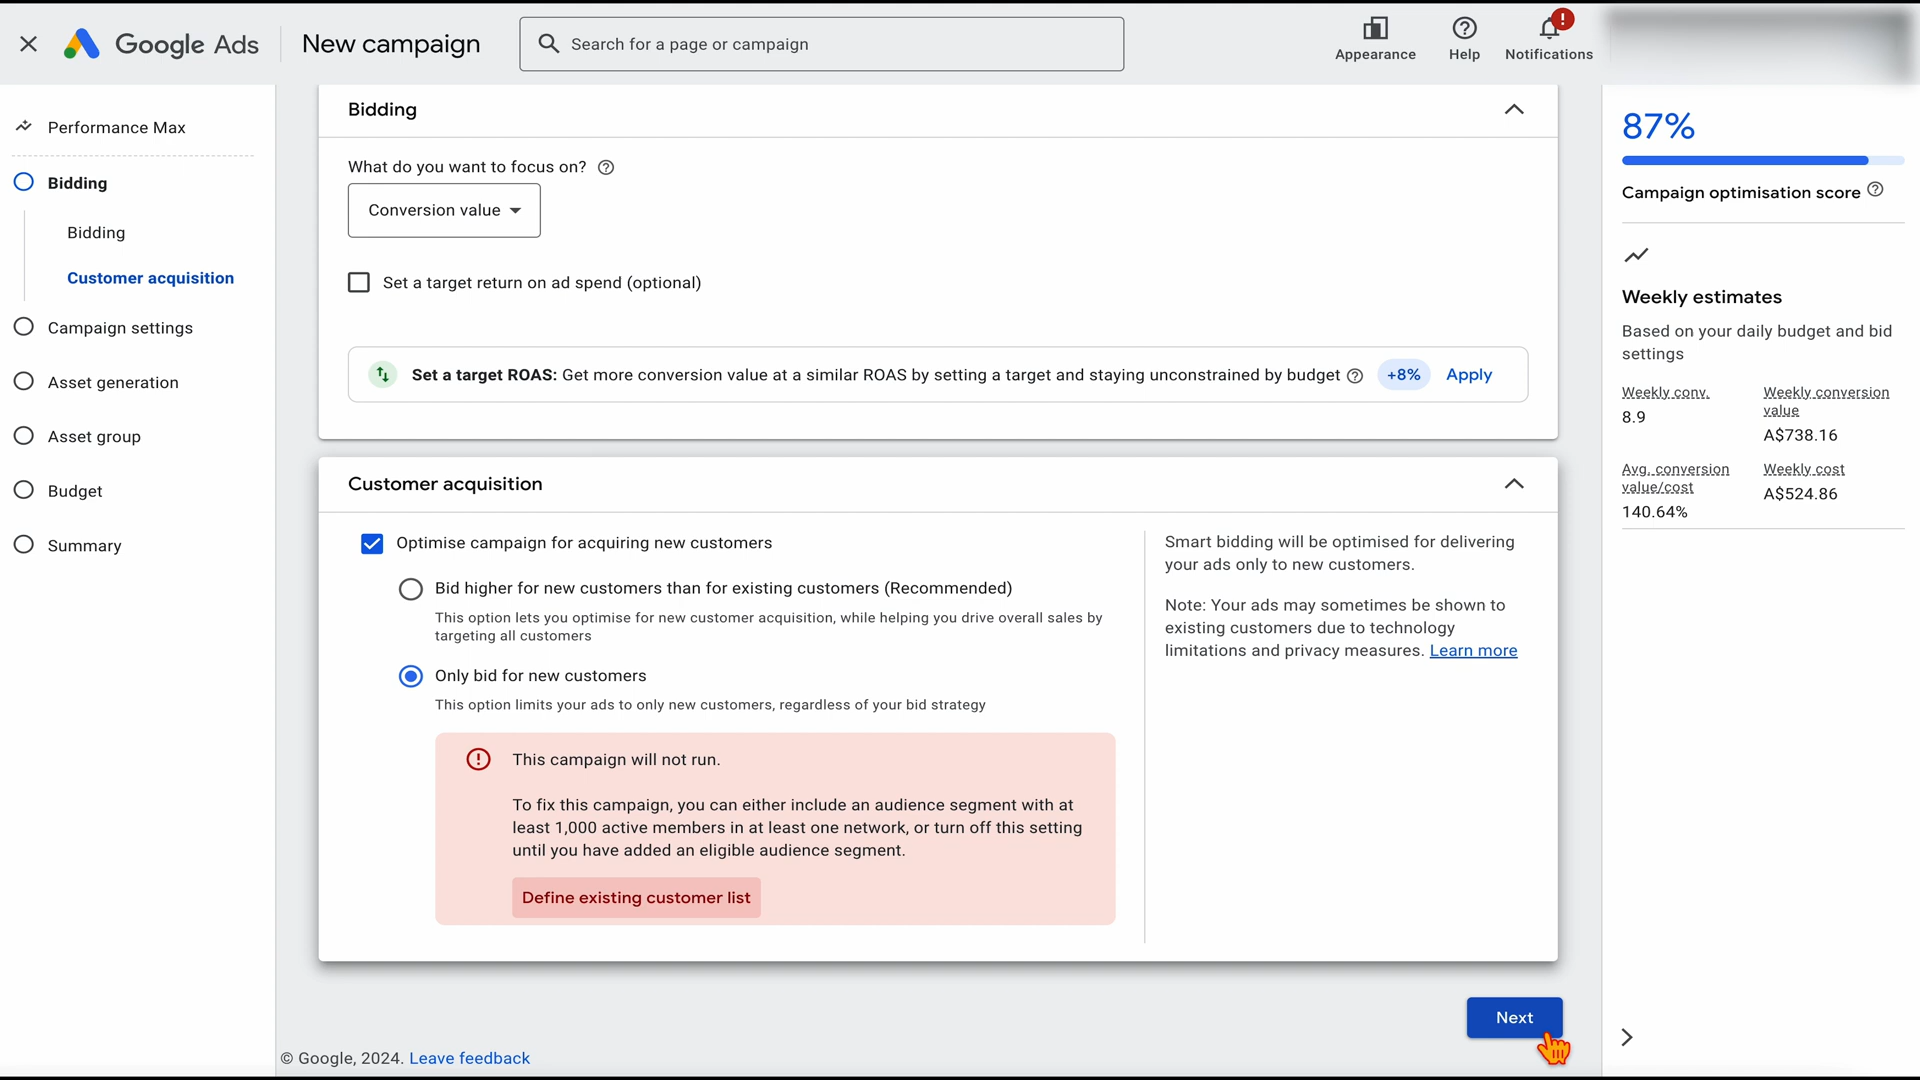 Google Ads
New campaign
Search for a page or campaign
Appearance
Help
!
Notifications
Performance Max
Bidding
Bidding
Customer acquisition
Campaign settings
Asset generation
Asset group
Budget
Summary
Bidding
What do you want to focus on?
Conversion value
Set a target return on ad spend (optional)
Set a target ROAS: Get more conversion value at a similar ROAS by setting a target and staying unconstrained by budget +8% Apply
Customer acquisition
Optimise campaign for acquiring new customers
Bid higher for new customers than for existing customers (Recommended)
This option lets you optimise for new customer acquisition, while helping you drive overall sales by
targeting all customers
Only bid for new customers
This option limits your ads to only new customers, regardless of your bid strategy
This campaign will not run.
To fix this campaign, you can either include an audience segment with at
least 1,000 active members in at least one network, or turn off this setting
until you have added an eligible audience segment.
Define existing customer list
Smart bidding will be optimised for delivering
your ads only to new customers.
Note: Your ads may sometimes be shown to
existing customers due to technology
limitations and privacy measures. Learn more
Next
© Google, 2024. Leave feedback
87%
Campaign optimisation score
Weekly estimates
Based on your daily budget and bid
settings
Weekly conv.
8.9
Weekly conversion
value
A$738.16
Avg. conversion
value/cost
140.64%
Weekly cost
A$524.86